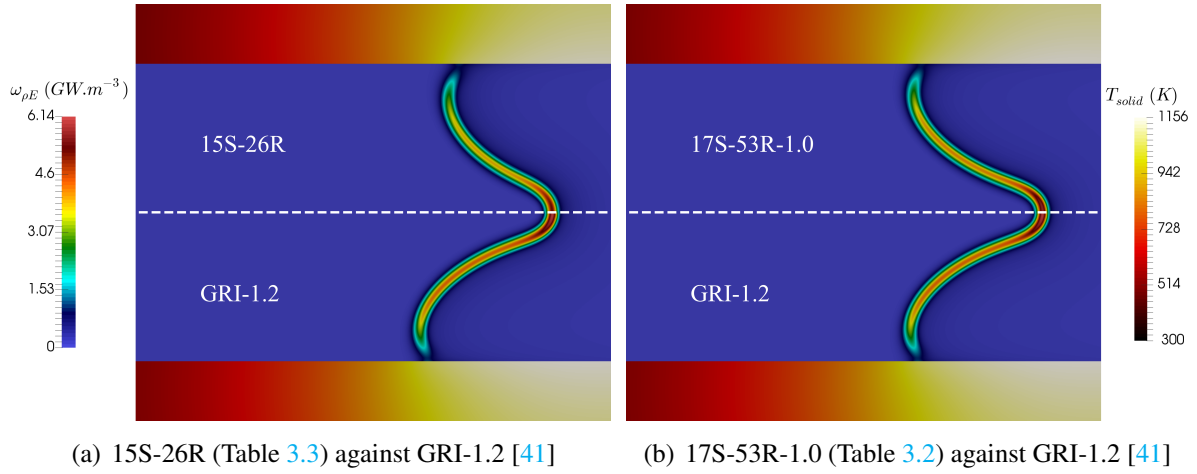 ω_ρE (GW.m⁻³)
6.14
4.6
3.07
1.53
0
15S-26R
GRI-1.2
17S-53R-1.0
GRI-1.2
T_solid (K)
1156
942
728
514
300
(a) 15S-26R (Table 3.3) against GRI-1.2 [41]
(b) 17S-53R-1.0 (Table 3.2) against GRI-1.2 [41]